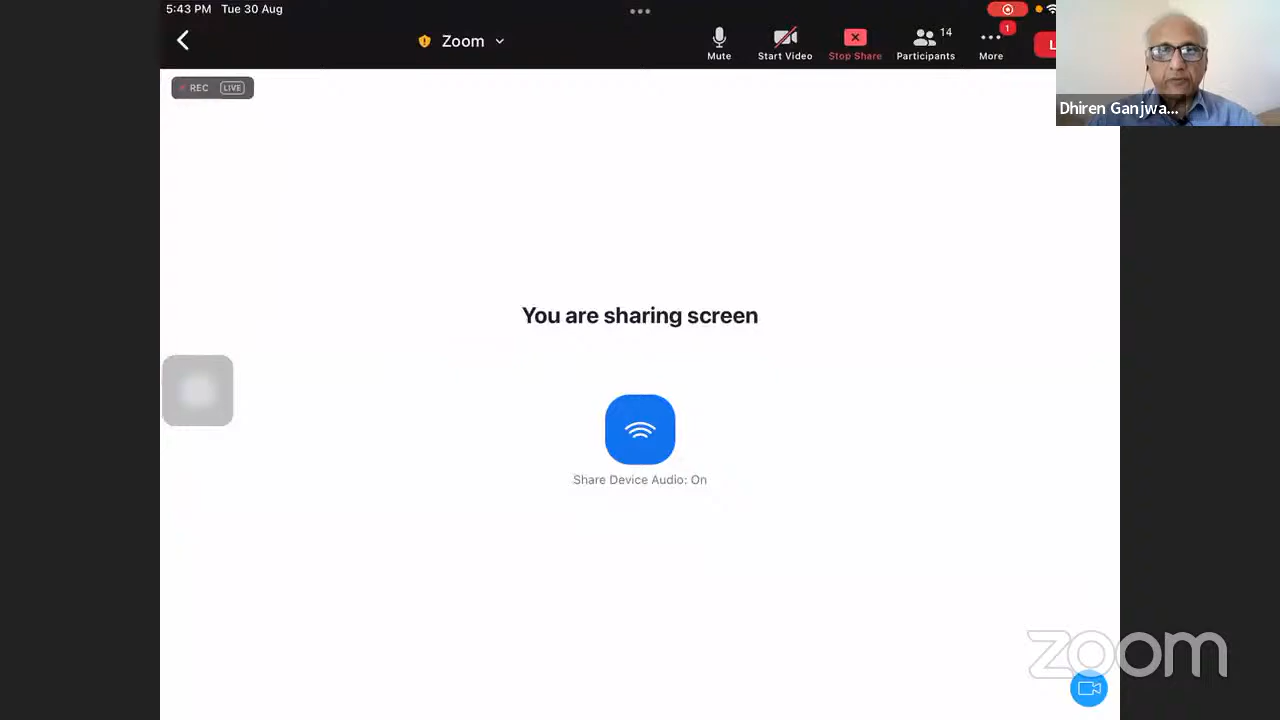 5:43 PM Tue 30 Aug
Zoom
Mute
Start Video
Stop Share
14
Participants
1
More
L
Dhiren Ganjwa...
REC LIVE
You are sharing screen
Share Device Audio: On
zoom